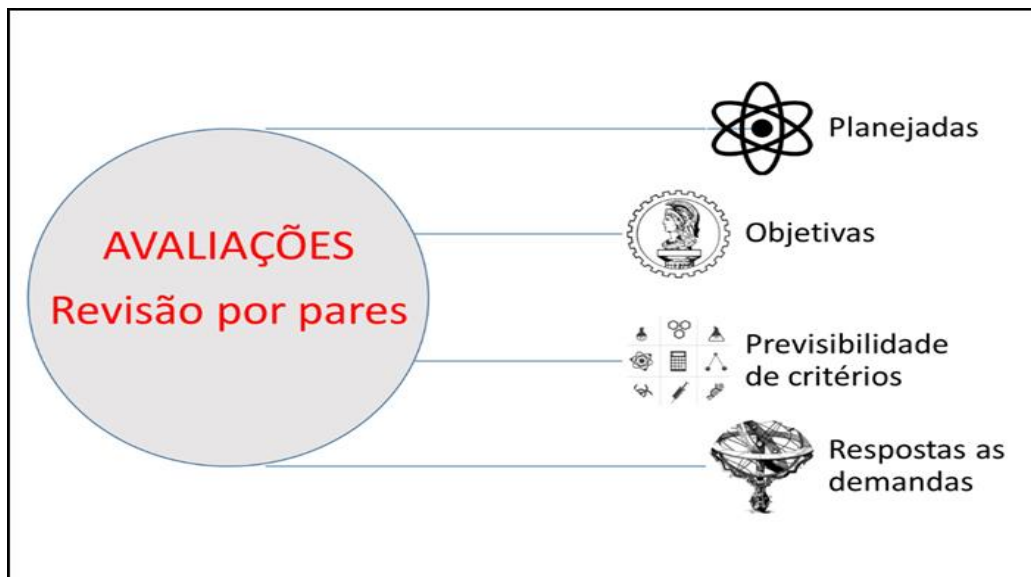 AVALIAÇÕES
Revisão por pares
Planejadas
Objetivas
Previsibilidade
de critérios
Respostas as
demandas